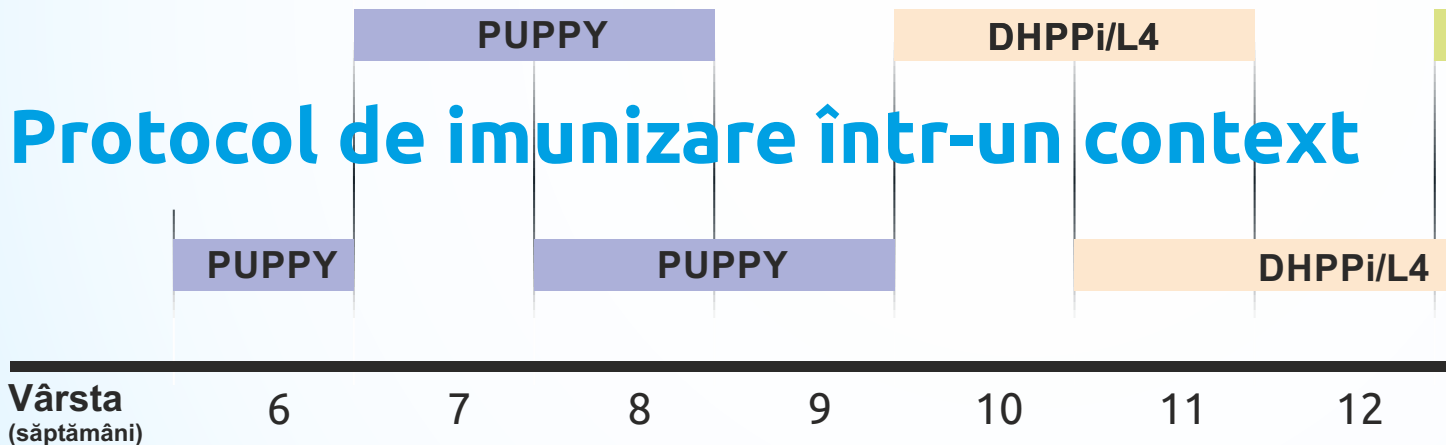 PUPPY DHPPi/L4
Protocol de imunizare într-un context
PUPPY PUPPY DHPPi/L4
Vârsta 6 7 8 9 10 11 12
(săptămâni)